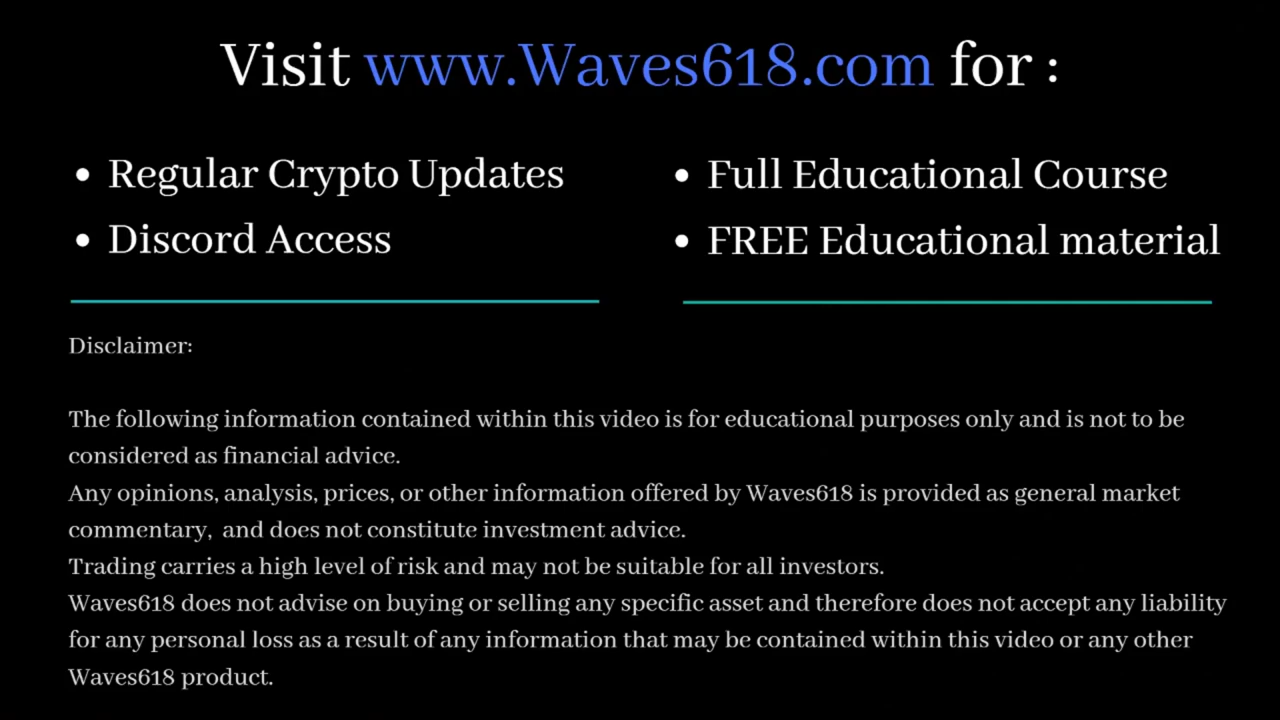 Visit www.Waves618.com for :
• Regular Crypto Updates
• Discord Access
• Full Educational Course
• FREE Educational material
Disclaimer:
The following information contained within this video is for educational purposes only and is not to be
considered as financial advice.
Any opinions, analysis, prices, or other information offered by Waves618 is provided as general market
commentary,  and does not constitute investment advice.
Trading carries a high level of risk and may not be suitable for all investors.
Waves618 does not advise on buying or selling any specific asset and therefore does not accept any liability
for any personal loss as a result of any information that may be contained within this video or any other
Waves618 product.